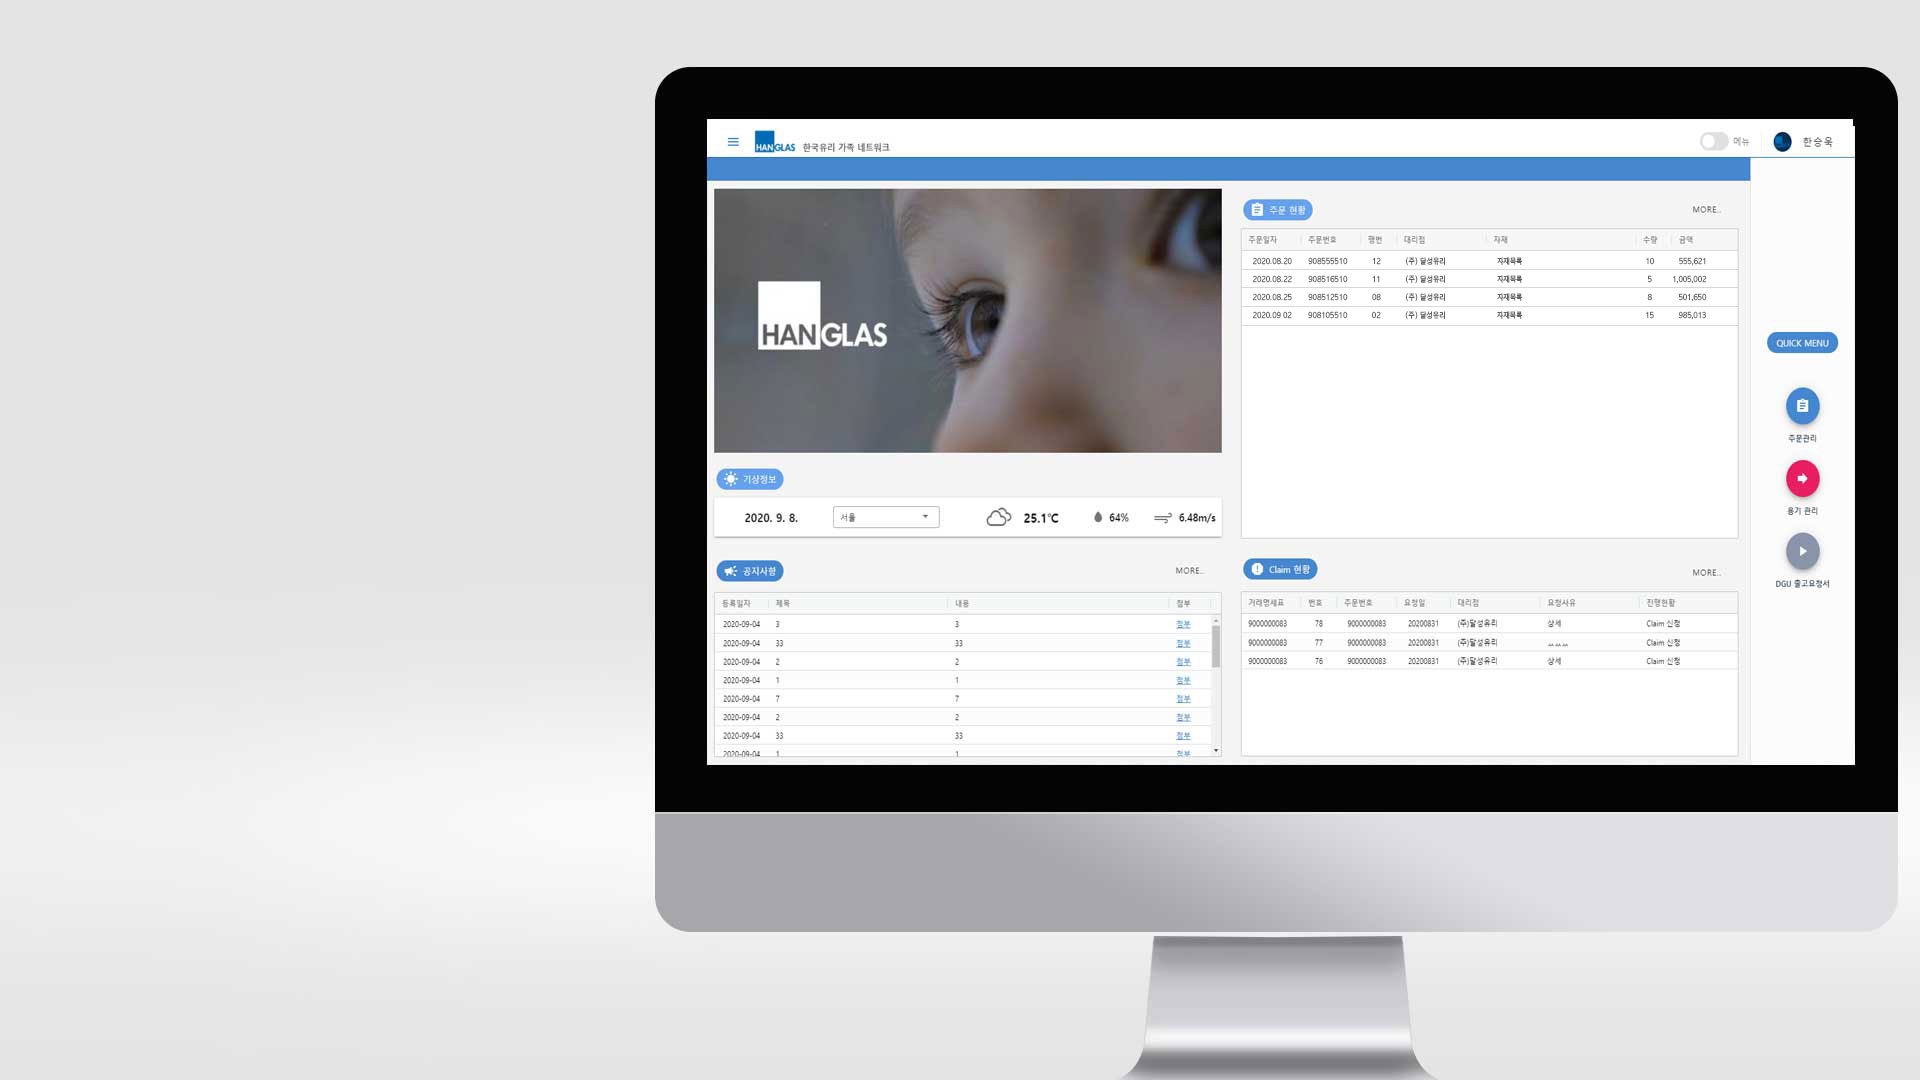 HANGLAS 한국유리 가족 네트워크
메뉴
한승욱
HANGLAS
기상정보
2020. 9. 8. 서울 25.1℃ 64% 6.48m/s
공지사항 MORE..
등록일자 제목 내용 첨부
2020-09-04 3 3 첨부
2020-09-04 33 33 첨부
2020-09-04 2 2 첨부
2020-09-04 1 1 첨부
2020-09-04 7 7 첨부
2020-09-04 2 2 첨부
2020-09-04 33 33 첨부
2020-09-04 1 1 첨부
주문 현황 MORE..
주문일자 주문번호 행번 대리점 자재 수량 금액
2020.08.20 908555510 12 (주) 달성유리 자재목록 10 555,621
2020.08.22 908516510 11 (주) 달성유리 자재목록 5 1,005,002
2020.08.25 908512510 08 (주) 달성유리 자재목록 8 501,650
2020.09 02 908105510 02 (주) 달성유리 자재목록 15 985,013
Claim 현황 MORE..
거래명세표 번호 주문번호 요청일 대리점 요청사유 진행현황
9000000083 78 9000000083 20200831 (주)달성유리 상세 Claim 신청
9000000083 77 9000000083 20200831 (주)달성유리 Claim 신청
9000000083 76 9000000083 20200831 (주)달성유리 상세 Claim 신청
QUICK MENU
주문관리
용기 관리
DGU 출고요청서